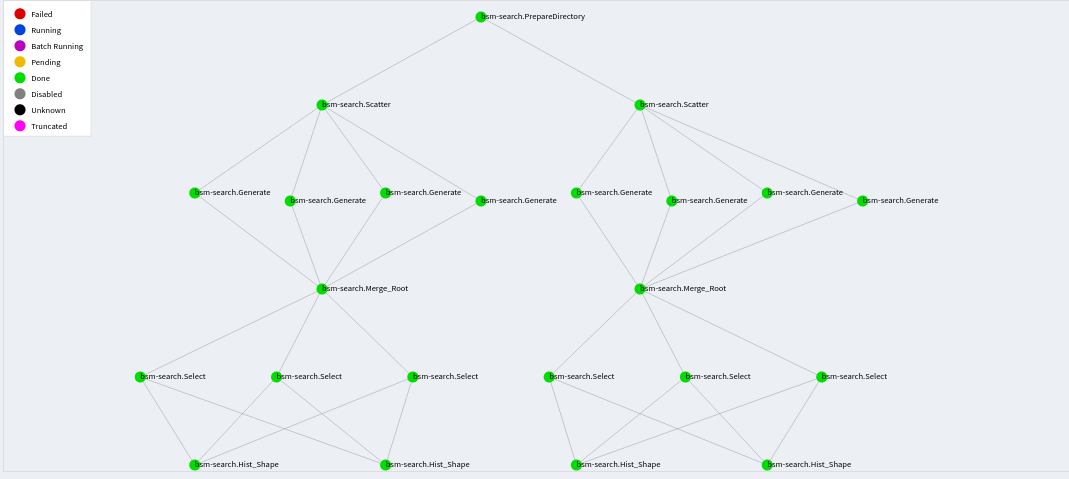 Failed
Running
Batch Running
Pending
Done
Disabled
Unknown
Truncated
bsm-search.PrepareDirectory
bsm-search.Scatter
bsm-search.Scatter
bsm-search.Generate
bsm-search.Generate
bsm-search.Generate
bsm-search.Generate
bsm-search.Generate
bsm-search.Generate
bsm-search.Generate
bsm-search.Generate
bsm-search.Merge_Root
bsm-search.Merge_Root
bsm-search.Select
bsm-search.Select
bsm-search.Select
bsm-search.Select
bsm-search.Select
bsm-search.Select
bsm-search.Hist_Shape
bsm-search.Hist_Shape
bsm-search.Hist_Shape
bsm-search.Hist_Shape